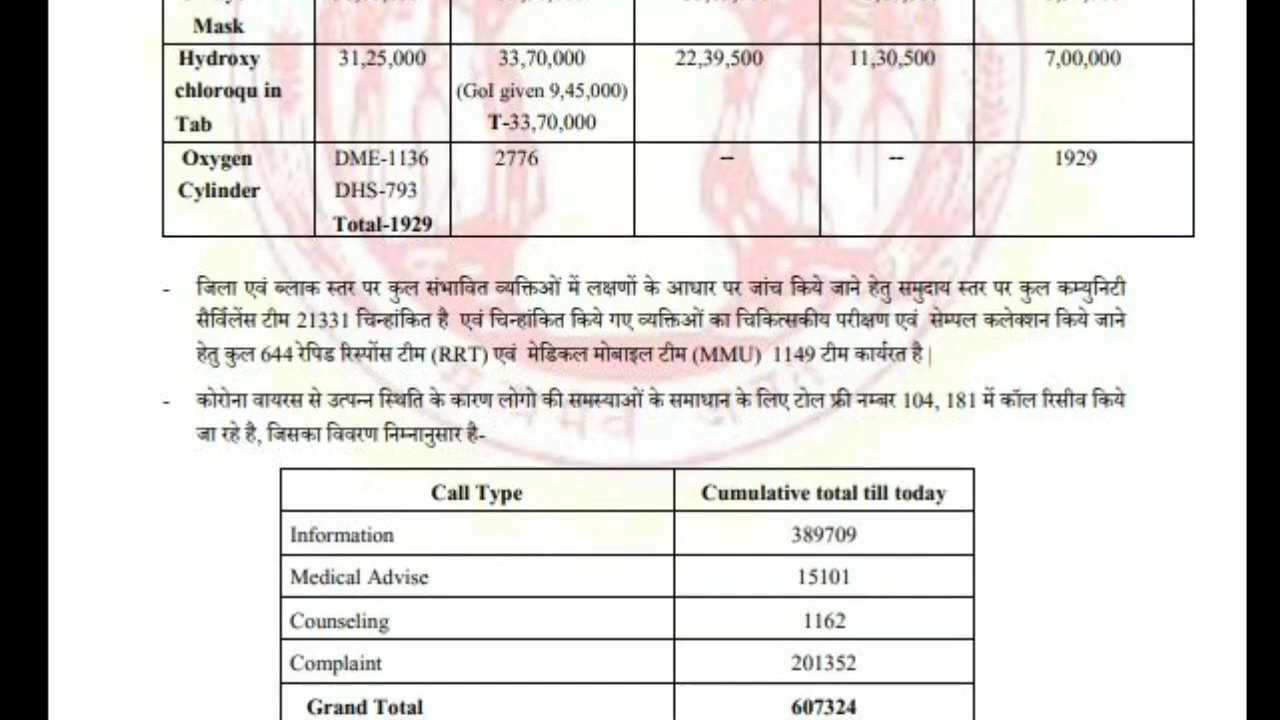 Mask
Hydroxy 31,25,000 33,70,000 22,39,500 11,30,500 7,00,000
chloroqu in (GoI given 9,45,000)
Tab T-33,70,000
Oxygen DME-1136 2776 -- -- 1929
Cylinder DHS-793
Total-1929
- जिला एवं ब्लाक स्तर पर कुल संभावित व्यक्तिओं में लक्षणों के आधार पर जांच किये जाने हेतु समुदाय स्तर पर कुल कम्युनिटी
सैर्विलेंस टीम 21331 चिन्हांकित है एवं चिन्हांकित किये गए व्यक्तिओं का चिकित्सकीय परीक्षण एवं सेम्पल कलेक्शन किये जाने
हेतु कुल 644 रेपिड रिस्पोंस टीम (RRT) एवं मेडिकल मोबाइल टीम (MMU) 1149 टीम कार्यरत है |
- कोरोना वायरस से उत्पन्न स्थिति के कारण लोगो की समस्याओं के समाधान के लिए टोल फ्री नम्बर 104, 181 में कॉल रिसीव किये
जा रहे है, जिसका विवरण निम्नानुसार है-
Call Type Cumulative total till today
Information 389709
Medical Advise 15101
Counseling 1162
Complaint 201352
Grand Total 607324